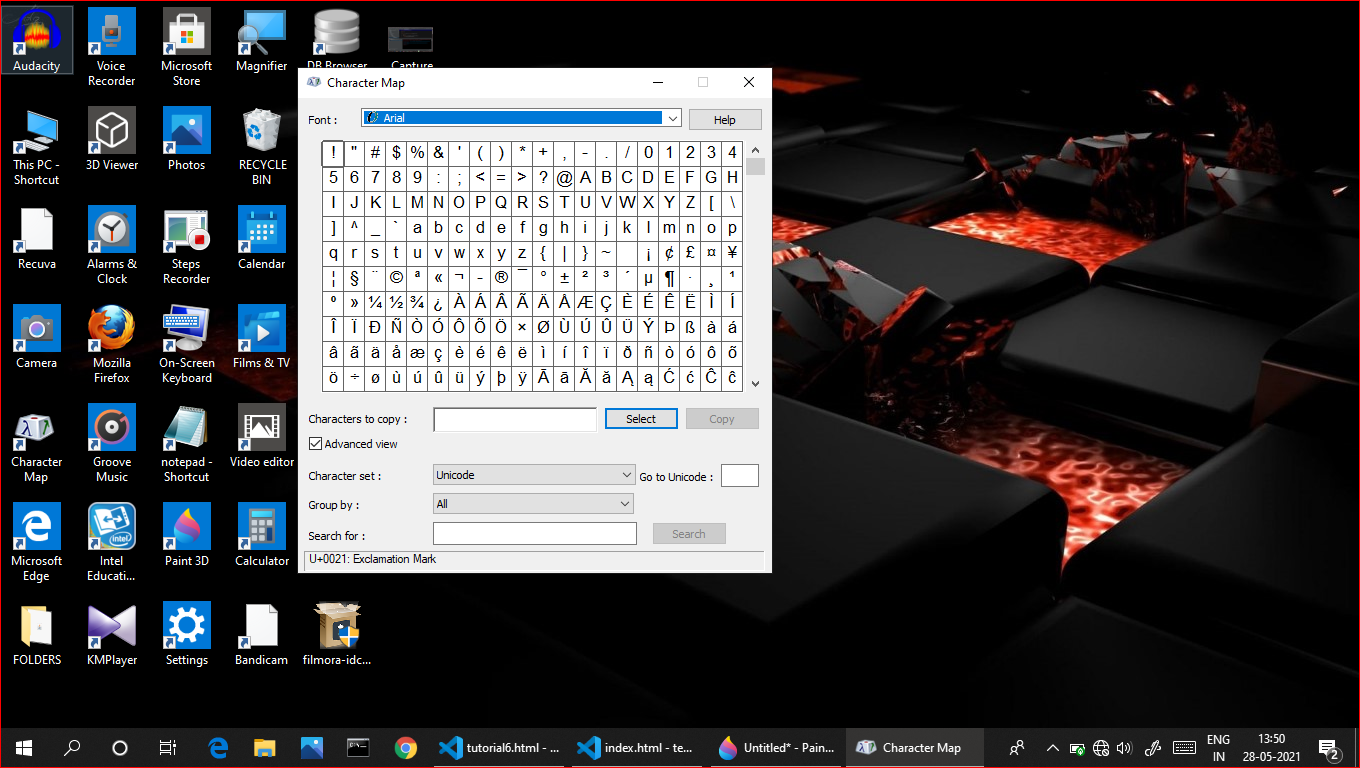 Audacity
Voice
Recorder
Microsoft
Store
Magnifier
DB Browser
Capture
This PC -
Shortcut
3D Viewer
Photos
RECYCLE
BIN
Recuva
Alarms &
Clock
Steps
Recorder
Calendar
Camera
Mozilla
Firefox
On-Screen
Keyboard
Films & TV
Character
Map
Groove
Music
notepad -
Shortcut
Video editor
Microsoft
Edge
Intel
Educati...
Paint 3D
Calculator
FOLDERS
KMPlayer
Settings
Bandicam
filmora-idc...
Character Map
Font :
Arial
Help
! " # $ % & ' ( ) * + , - . / 0 1 2 3 4
5 6 7 8 9 : ; < = > ? @ A B C D E F G H
I J K L M N O P Q R S T U V W X Y Z [ \
] ^ _ ` a b c d e f g h i j k l m n o p
q r s t u v w x y z { | } ~ ¡ ¢ £ ¤ ¥
¦ § ¨ © ª « ¬ - ® ¯ ° ± ² ³ ´ µ ¶ · ¸ ¹
º » ¼ ½ ¾ ¿ À Á Â Ã Ä Å Æ Ç È É Ê Ë Ì Í
Î Ï Ð Ñ Ò Ó Ô Õ Ö × Ø Ù Ú Û Ü Ý Þ ß à á
â ã ä å æ ç è é ê ë ì í î ï ð ñ ò ó ô õ
ö ÷ ø ù ú û ü ý þ ÿ Ā ā Ă ă Ą ą Ć ć Ĉ ĉ
Characters to copy :
Select
Copy
Advanced view
Character set :
Unicode
Go to Unicode :
Group by :
All
Search for :
Search
U+0021: Exclamation Mark
tutorial6.html - ...
index.html - te...
Untitled* - Pain...
Character Map
ENG
IN
13:50
28-05-2021
2